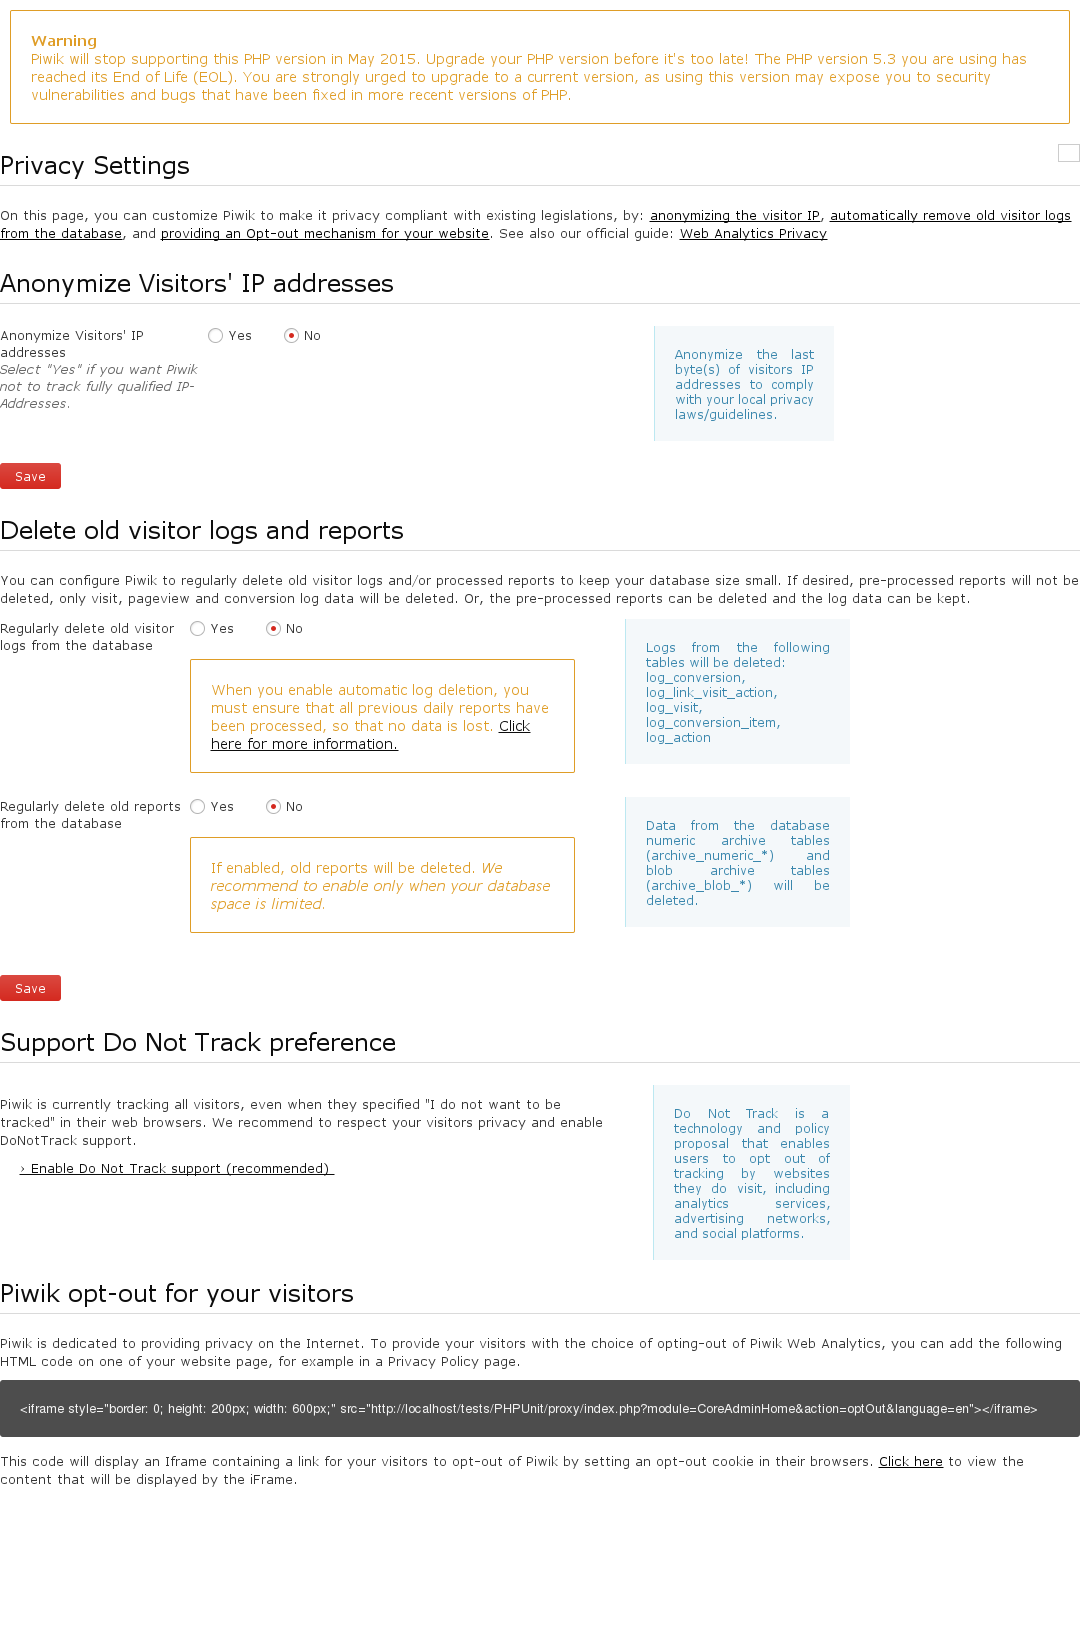 Warning
Piwik will stop supporting this PHP version in May 2015. Upgrade your PHP version before it's too late! The PHP version 5.3 you are using has
reached its End of Life (EOL). You are strongly urged to upgrade to a current version, as using this version may expose you to security
vulnerabilities and bugs that have been fixed in more recent versions of PHP.
Privacy Settings
On this page, you can customize Piwik to make it privacy compliant with existing legislations, by: anonymizing the visitor IP, automatically remove old visitor logs
from the database, and providing an Opt-out mechanism for your website. See also our official guide: Web Analytics Privacy
Anonymize Visitors' IP addresses
Anonymize Visitors' IP
addresses
Select "Yes" if you want Piwik
not to track fully qualified IP-
Addresses.
Yes No
Anonymize the last
byte(s) of visitors IP
addresses to comply
with your local privacy
laws/guidelines.
Save
Delete old visitor logs and reports
You can configure Piwik to regularly delete old visitor logs and/or processed reports to keep your database size small. If desired, pre-processed reports will not be
deleted, only visit, pageview and conversion log data will be deleted. Or, the pre-processed reports can be deleted and the log data can be kept.
Regularly delete old visitor
logs from the database
Yes No
When you enable automatic log deletion, you
must ensure that all previous daily reports have
been processed, so that no data is lost. Click
here for more information.
Logs from the following
tables will be deleted:
log_conversion,
log_link_visit_action,
log_visit,
log_conversion_item,
log_action
Regularly delete old reports
from the database
Yes No
If enabled, old reports will be deleted. We
recommend to enable only when your database
space is limited.
Data from the database
numeric archive tables
(archive_numeric_*) and
blob archive tables
(archive_blob_*) will be
deleted.
Save
Support Do Not Track preference
Piwik is currently tracking all visitors, even when they specified "I do not want to be
tracked" in their web browsers. We recommend to respect your visitors privacy and enable
DoNotTrack support.
› Enable Do Not Track support (recommended)
Do Not Track is a
technology and policy
proposal that enables
users to opt out of
tracking by websites
they do visit, including
analytics services,
advertising networks,
and social platforms.
Piwik opt-out for your visitors
Piwik is dedicated to providing privacy on the Internet. To provide your visitors with the choice of opting-out of Piwik Web Analytics, you can add the following
HTML code on one of your website page, for example in a Privacy Policy page.
<iframe style="border: 0; height: 200px; width: 600px;" src="http://localhost/tests/PHPUnit/proxy/index.php?module=CoreAdminHome&action=optOut&language=en"></iframe>
This code will display an Iframe containing a link for your visitors to opt-out of Piwik by setting an opt-out cookie in their browsers. Click here to view the
content that will be displayed by the iFrame.